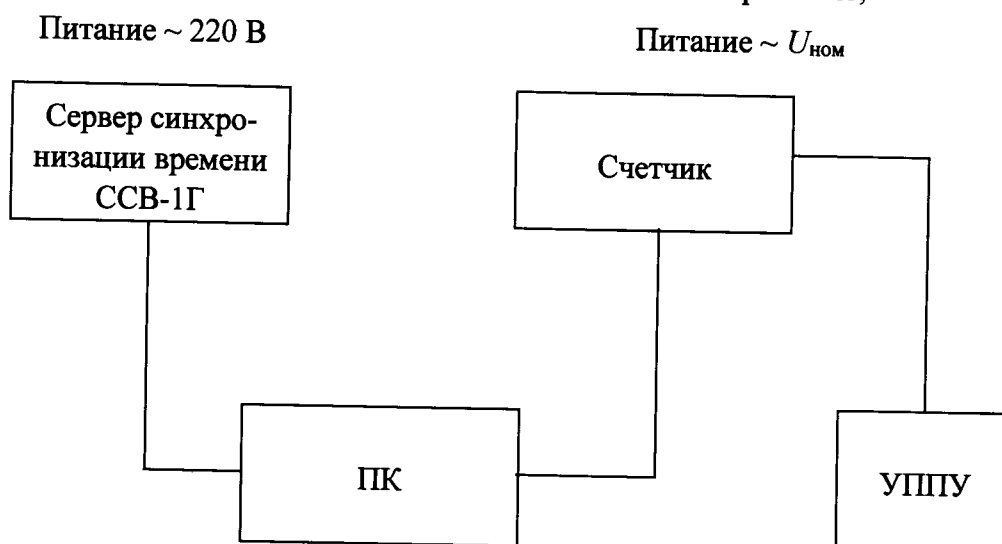 Питание ~ 220 В
Питание ~ Uном
Сервер синхро-
низации времени
ССВ-1Г
Счетчик
ПК
УППУ